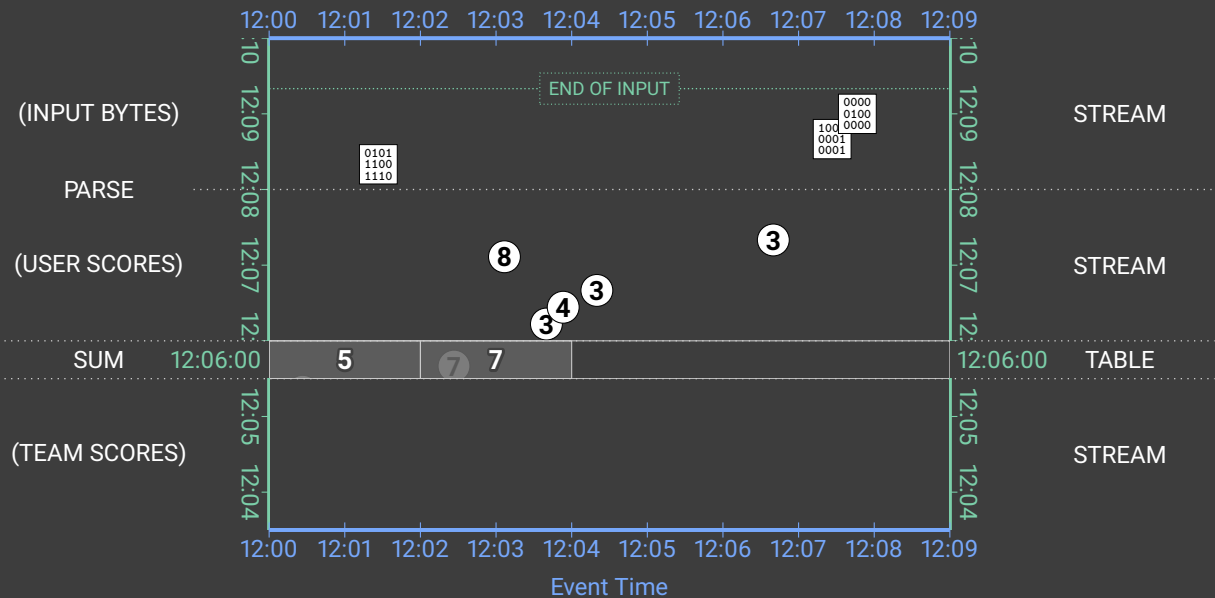 12:00 12:01 12:02 12:03 12:04 12:05 12:06 12:07 12:08 12:09
10 10
END OF INPUT
(INPUT BYTES) 12:09 12:09 STREAM
0000
0100
0000
100
0001
0001
0101
1100
1110
PARSE
12:08 12:08
8 3
(USER SCORES) 12:07 12:07 STREAM
3
4
3
12: 12:
SUM 12:06:00 5 7 7 12:06:00 TABLE
12:05 12:05
(TEAM SCORES) STREAM
12:04 12:04
12:00 12:01 12:02 12:03 12:04 12:05 12:06 12:07 12:08 12:09
Event Time